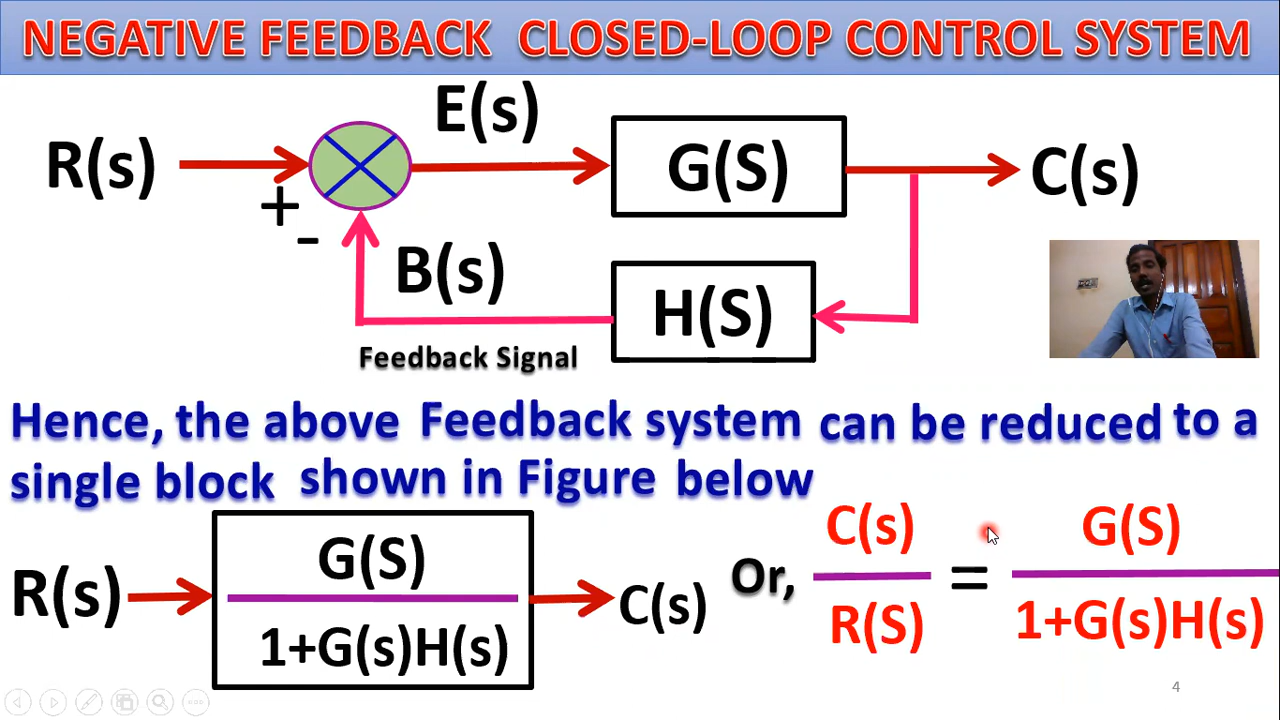 NEGATIVE FEEDBACK CLOSED-LOOP CONTROL SYSTEM
E(s)
R(s)
G(S)
C(s)
+
-
B(s)
H(S)
Feedback Signal
Hence, the above Feedback system can be reduced to a
single block shown in Figure below
R(s)
G(S)
1+G(s)H(s)
C(s)
Or,
C(s)
R(S)
=
G(S)
1+G(s)H(s)
4